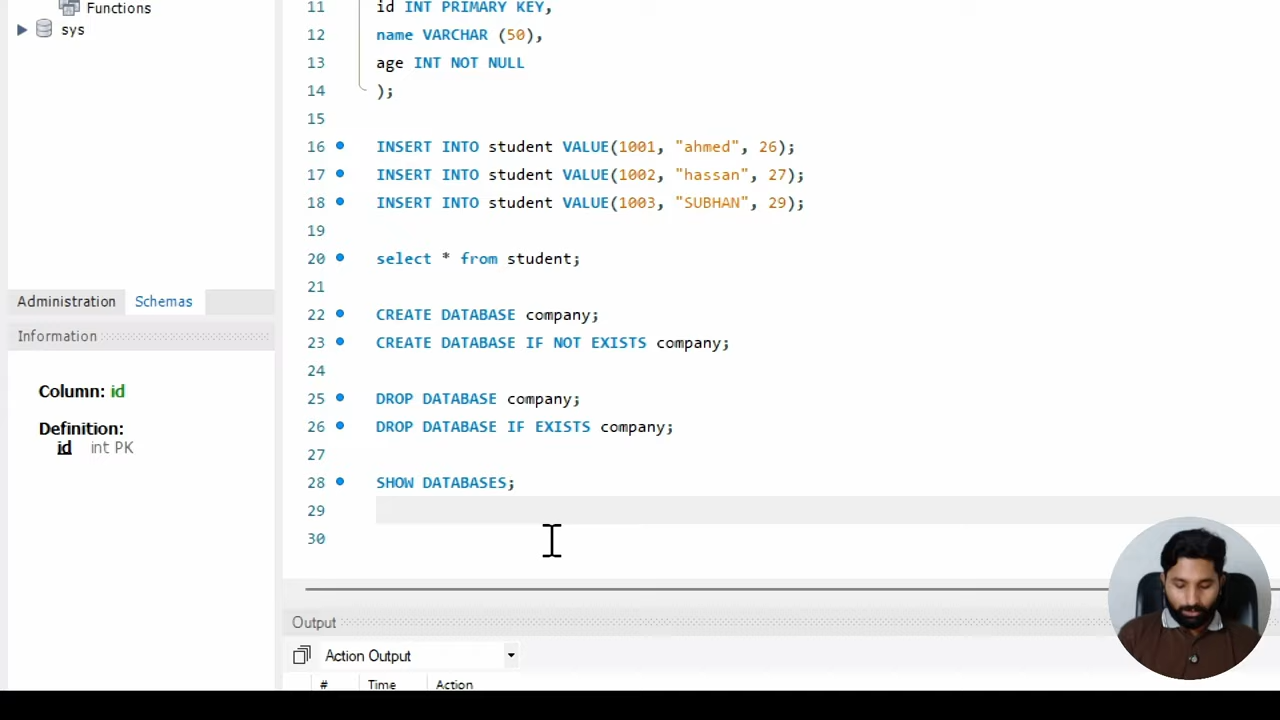 Functions
sys
Administration Schemas
Information
Column: id
Definition:
id int PK
11 id INT PRIMARY KEY,
12 name VARCHAR (50),
13 age INT NOT NULL
14 );
15
16 INSERT INTO student VALUE(1001, "ahmed", 26);
17 INSERT INTO student VALUE(1002, "hassan", 27);
18 INSERT INTO student VALUE(1003, "SUBHAN", 29);
19
20 select * from student;
21
22 CREATE DATABASE company;
23 CREATE DATABASE IF NOT EXISTS company;
24
25 DROP DATABASE company;
26 DROP DATABASE IF EXISTS company;
27
28 SHOW DATABASES;
29
30
Output
Action Output
# Time Action